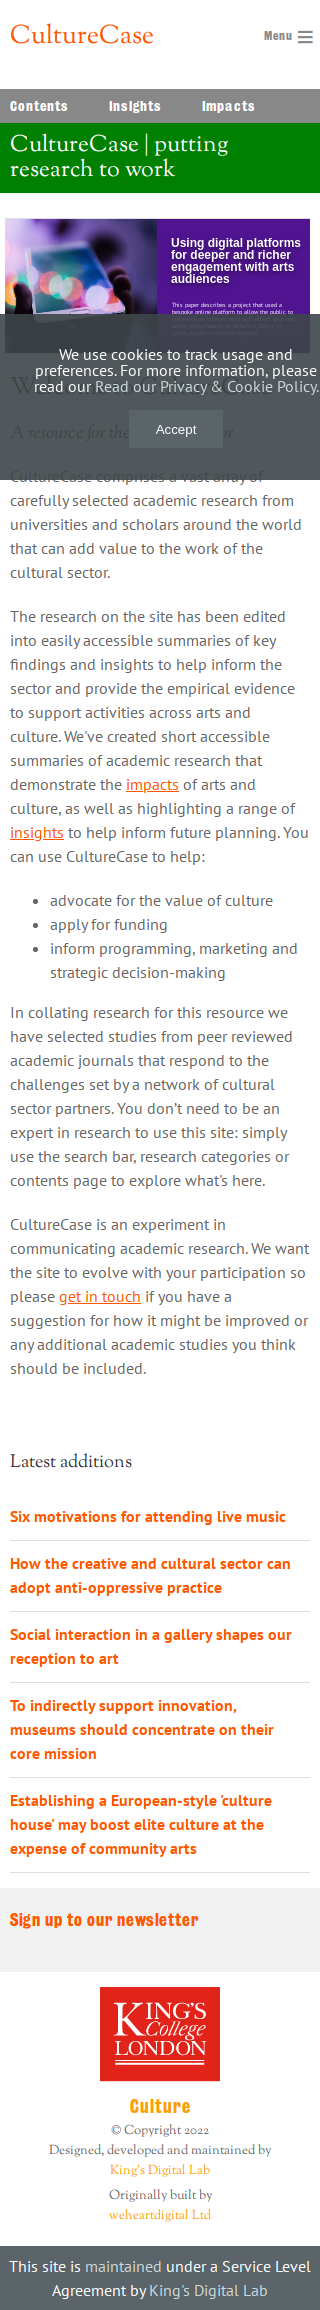 CultureCase
Menu
Contents Insights Impacts
CultureCase | putting
research to work
Using digital platforms
for deeper and richer
engagement with arts
audiences
This paper describes a project that used a
bespoke online platform to allow the public to
We use cookies to track usage and
preferences. For more information, please
read our Read our Privacy & Cookie Policy.
Accept
A resource for the
CultureCase comprises a vast array of
carefully selected academic research from
universities and scholars around the world
that can add value to the work of the
cultural sector.
The research on the site has been edited
into easily accessible summaries of key
findings and insights to help inform the
sector and provide the empirical evidence
to support activities across arts and
culture. We've created short accessible
summaries of academic research that
demonstrate the impacts of arts and
culture, as well as highlighting a range of
insights to help inform future planning. You
can use CultureCase to help:
• advocate for the value of culture
• apply for funding
• inform programming, marketing and
strategic decision-making
In collating research for this resource we
have selected studies from peer reviewed
academic journals that respond to the
challenges set by a network of cultural
sector partners. You don’t need to be an
expert in research to use this site: simply
use the search bar, research categories or
contents page to explore what's here.
CultureCase is an experiment in
communicating academic research. We want
the site to evolve with your participation so
please get in touch if you have a
suggestion for how it might be improved or
any additional academic studies you think
should be included.
Latest additions
Six motivations for attending live music
How the creative and cultural sector can
adopt anti-oppressive practice
Social interaction in a gallery shapes our
reception to art
To indirectly support innovation,
museums should concentrate on their
core mission
Establishing a European-style 'culture
house' may boost elite culture at the
expense of community arts
Sign up to our newsletter
KING'S
College
LONDON
Culture
© Copyright 2022
Designed, developed and maintained by
King's Digital Lab
Originally built by
weheartdigital Ltd
This site is maintained under a Service Level
Agreement by King's Digital Lab